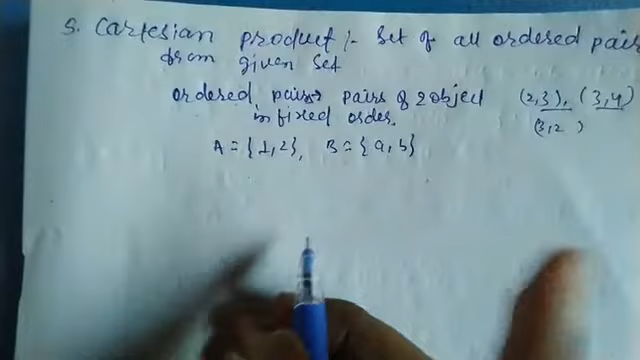 5. Cartesian product :- Set of all ordered pair
from given set
ordered pairs → pairs of 2 object (2,3), (3,4)
in fixed order. (3,2)
A = {1,2}, B = {a,b}